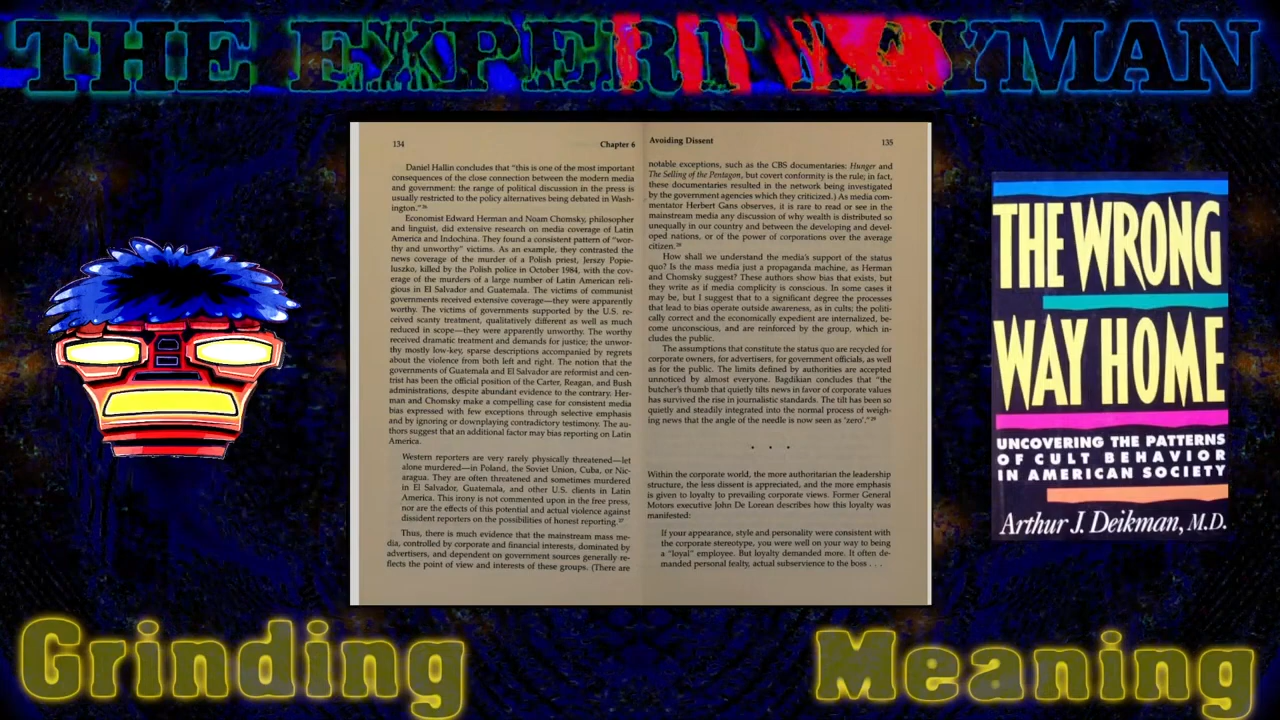 THE EXPERT LAYMAN
134 Chapter 6
Daniel Hallin concludes that "this is one of the most important
consequences of the close connection between the modern media
and government: the range of political discussion in the press is
usually restricted to the policy alternatives being debated in Wash-
ington."26
Economist Edward Herman and Noam Chomsky, philosopher
and linguist, did extensive research on media coverage of Latin
America and Indochina. They found a consistent pattern of "wor-
thy and unworthy" victims. As an example, they contrasted the
news coverage of the murder of a Polish priest, Jerszy Popie-
luszko, killed by the Polish police in October 1984, with the cov-
erage of the murders of a large number of Latin American reli-
gious in El Salvador and Guatemala. The victims of communist
governments received extensive coverage—they were apparently
worthy. The victims of governments supported by the U.S. re-
ceived scanty treatment, qualitatively different as well as much
reduced in scope—they were apparently unworthy. The worthy
received dramatic treatment and demands for justice; the unwor-
thy mostly low-key, sparse descriptions accompanied by regrets
about the violence from both left and right. The notion that the
governments of Guatemala and El Salvador are reformist and cen-
trist has been the official position of the Carter, Reagan, and Bush
administrations, despite abundant evidence to the contrary. Her-
man and Chomsky make a compelling case for consistent media
bias expressed with few exceptions through selective emphasis
and by ignoring or downplaying contradictory testimony. The au-
thors suggest that an additional factor may bias reporting on Latin
America.
Western reporters are very rarely physically threatened—let
alone murdered—in Poland, the Soviet Union, Cuba, or Nic-
aragua. They are often threatened and sometimes murdered
in El Salvador, Guatemala, and other U.S. clients in Latin
America. This irony is not commented upon in the free press,
nor are the effects of this potential and actual violence against
dissident reporters on the possibilities of honest reporting.27
Thus, there is much evidence that the mainstream mass me-
dia, controlled by corporate and financial interests, dominated by
advertisers, and dependent on government sources generally re-
flects the point of view and interests of these groups. (There are
Avoiding Dissent 135
notable exceptions, such as the CBS documentaries: Hunger and
The Selling of the Pentagon, but covert conformity is the rule; in fact,
these documentaries resulted in the network being investigated
by the government agencies which they criticized.) As media com-
mentator Herbert Gans observes, it is rare to read or see in the
mainstream media any discussion of why wealth is distributed so
unequally in our country and between the developing and devel-
oped nations, or of the power of corporations over the average
citizen.28
How shall we understand the media's support of the status
quo? Is the mass media just a propaganda machine, as Herman
and Chomsky suggest? These authors show bias that exists, but
they write as if media complicity is conscious. In some cases it
may be, but I suggest that to a significant degree the processes
that lead to bias operate outside awareness, as in cults; the politi-
cally correct and the economically expedient are internalized, be-
come unconscious, and are reinforced by the group, which in-
cludes the public.
The assumptions that constitute the status quo are recycled for
corporate owners, for advertisers, for government officials, as well
as for the public. The limits defined by authorities are accepted
unnoticed by almost everyone. Bagdikian concludes that "the
butcher's thumb that quietly tilts news in favor of corporate values
has survived the rise in journalistic standards. The tilt has been so
quietly and steadily integrated into the normal process of weigh-
ing news that the angle of the needle is now seen as 'zero'."29
. . .
Within the corporate world, the more authoritarian the leadership
structure, the less dissent is appreciated, and the more emphasis
is given to loyalty to prevailing corporate views. Former General
Motors executive John De Lorean describes how this loyalty was
manifested:
If your appearance, style and personality were consistent with
the corporate stereotype, you were well on your way to being
a "loyal" employee. But loyalty demanded more. It often de-
manded personal fealty, actual subservience to the boss . . .
THE WRONG
WAY HOME
UNCOVERING THE PATTERNS
OF CULT BEHAVIOR
IN AMERICAN SOCIETY
Arthur J. Deikman, M.D.
Grinding Meaning